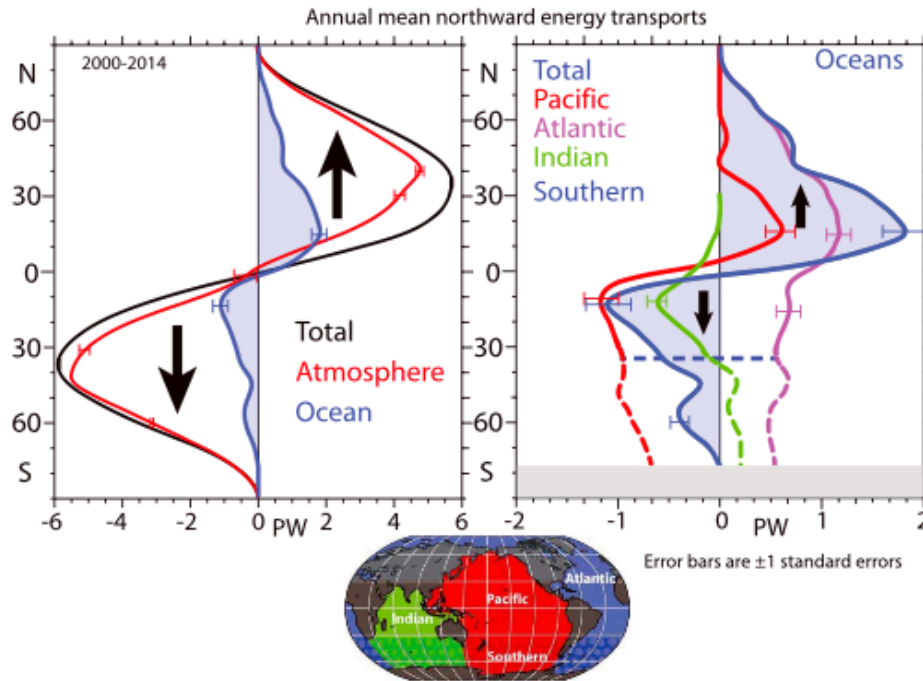 Annual mean northward energy transports
2000-2014
N
60
30
0
30
60
S
Total
Atmosphere
Ocean
-6 -4 -2 0 2 4 6
PW
Total
Pacific
Atlantic
Indian
Southern
Oceans
N
60
30
0
30
60
S
-2 -1 0 1 2
PW
Error bars are ±1 standard errors
Atlantic
Pacific
Indian
Southern